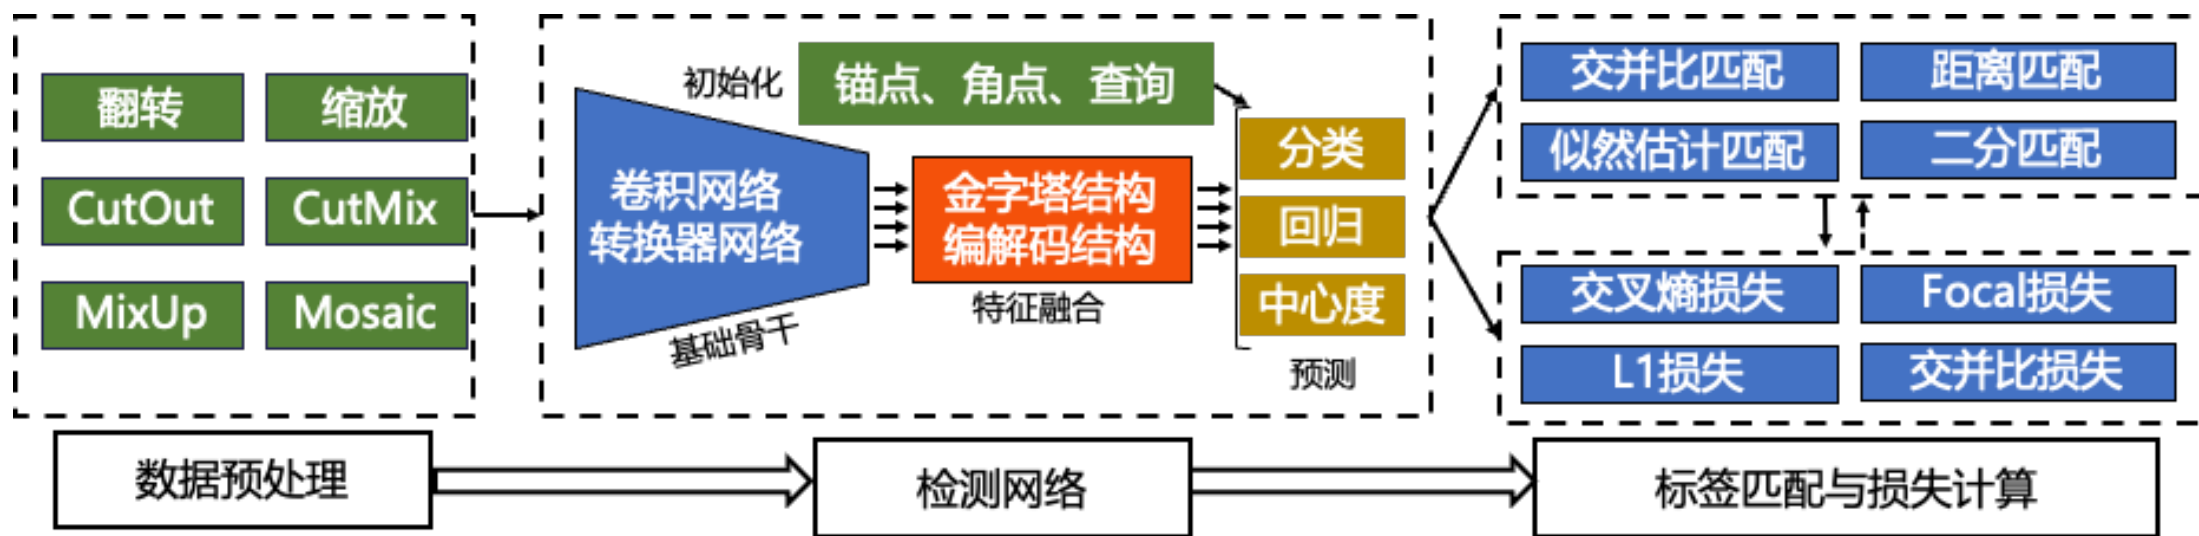 翻转
缩放
CutOut
CutMix
MixUp
Mosaic
初始化
锚点、角点、查询
卷积网络
转换器网络
基础骨干
金字塔结构
编解码结构
特征融合
分类
回归
中心度
预测
交并比匹配
距离匹配
似然估计匹配
二分匹配
交叉熵损失
Focal损失
L1损失
交并比损失
数据预处理
检测网络
标签匹配与损失计算